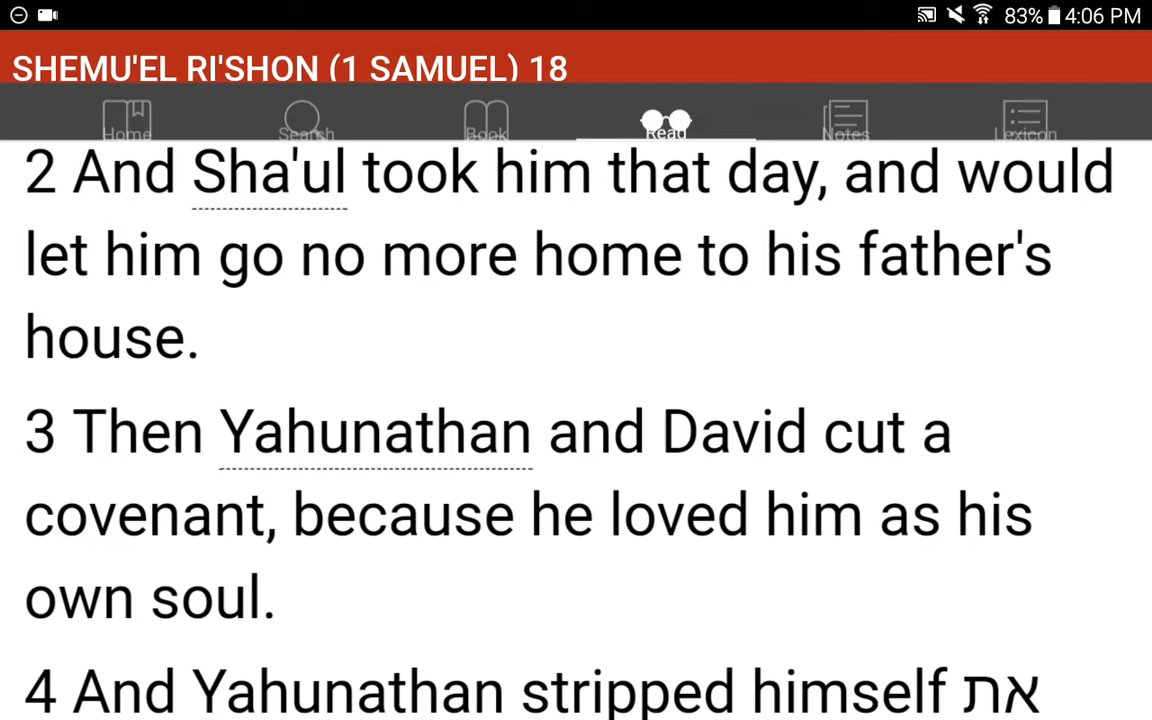 83% 4:06 PM
SHEMU'EL RI'SHON (1 SAMUEL) 18
Home Search Book Read Notes Lexicon
2 And Sha'ul took him that day, and would
let him go no more home to his father's
house.
3 Then Yahunathan and David cut a
covenant, because he loved him as his
own soul.
4 And Yahunathan stripped himself את